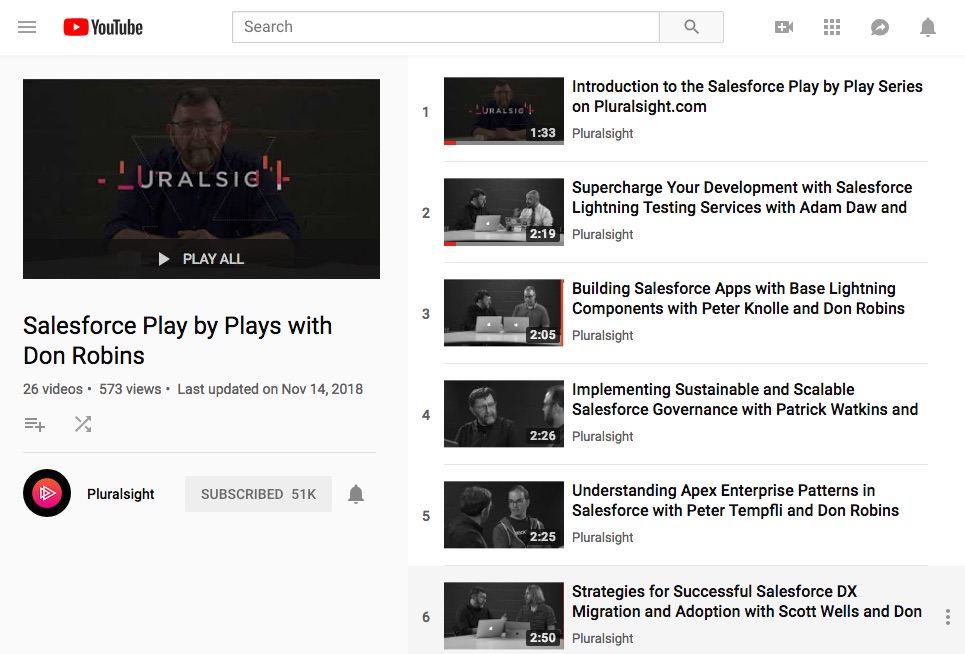 YouTube
Search
URALSIG
PLAY ALL
Salesforce Play by Plays with
Don Robins
26 videos • 573 views • Last updated on Nov 14, 2018
Pluralsight
SUBSCRIBED 51K
1
URALSIG
1:33
Introduction to the Salesforce Play by Play Series
on Pluralsight.com
Pluralsight
2
2:19
Supercharge Your Development with Salesforce
Lightning Testing Services with Adam Daw and
Pluralsight
3
2:05
Building Salesforce Apps with Base Lightning
Components with Peter Knolle and Don Robins
Pluralsight
4
2:26
Implementing Sustainable and Scalable
Salesforce Governance with Patrick Watkins and
Pluralsight
5
2:25
Understanding Apex Enterprise Patterns in
Salesforce with Peter Tempfli and Don Robins
Pluralsight
6
2:50
Strategies for Successful Salesforce DX
Migration and Adoption with Scott Wells and Don
Pluralsight